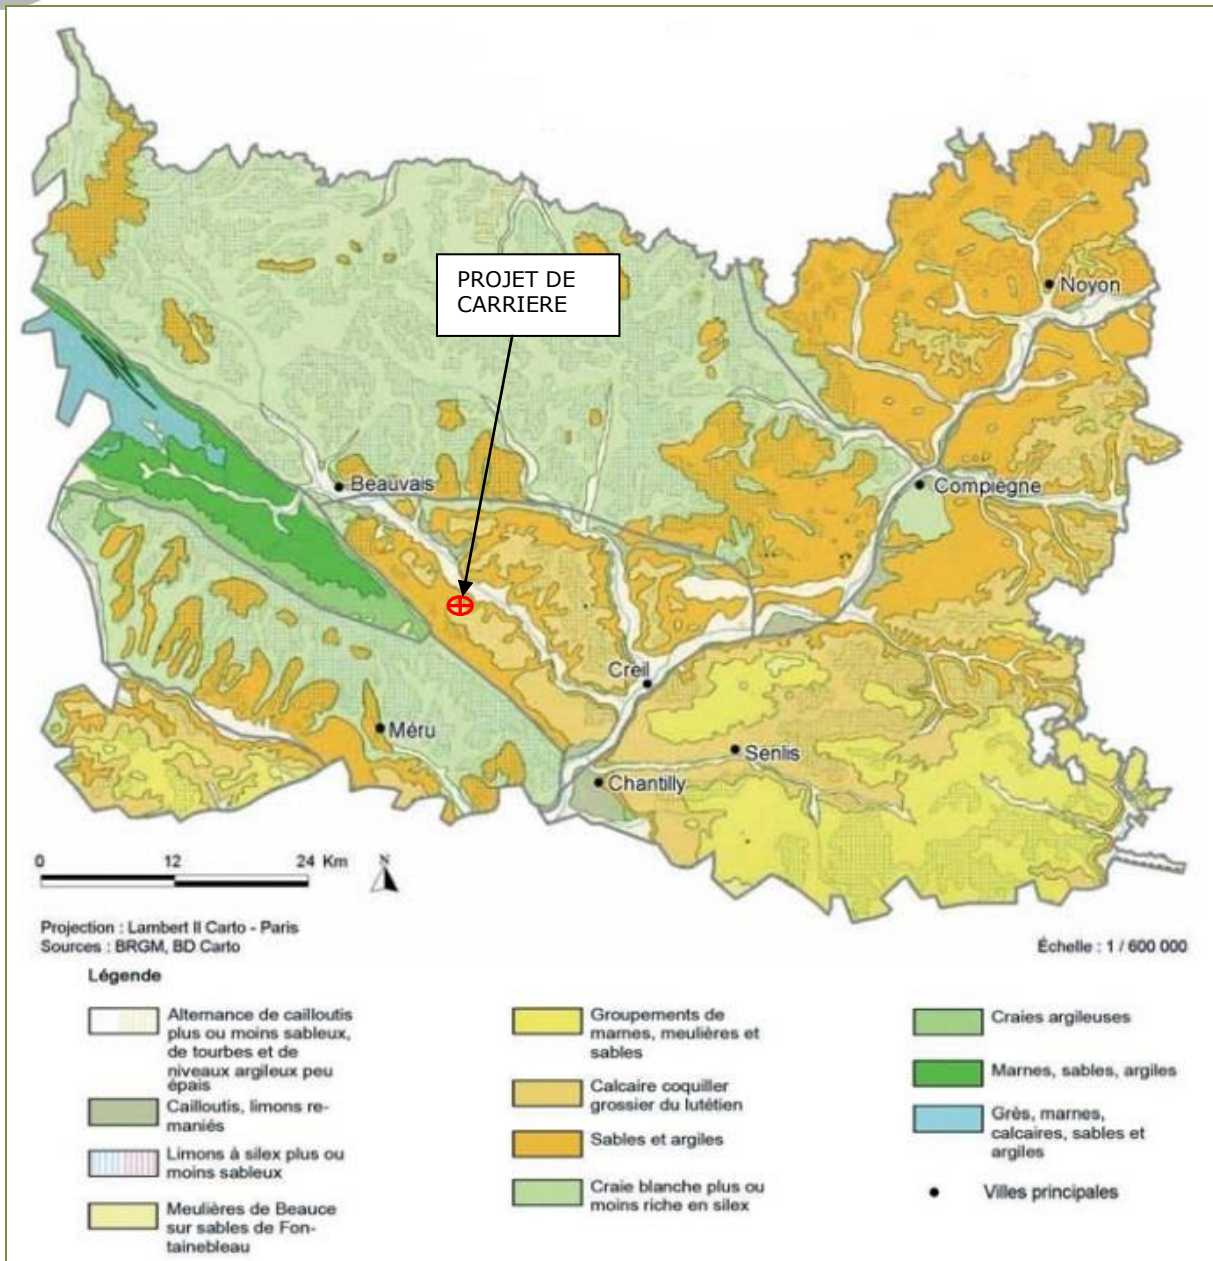 PROJET DE
CARRIERE
Noyon
Beauvais
Compiègne
Creil
Méru
Senlis
Chantilly
0 12 24 Km
N
Projection : Lambert II Carto - Paris
Sources : BRGM, BD Carto
Échelle : 1 / 600 000
Légende
Alternance de cailloutis
plus ou moins sableux,
de tourbes et de
niveaux argileux peu
épais
Cailloutis, limons re-
maniés
Limons à silex plus ou
moins sableux
Meulières de Beauce
sur sables de Fon-
tainebleau
Groupements de
marnes, meulières et
sables
Calcaire coquiller
grossier du lutétien
Sables et argiles
Craie blanche plus ou
moins riche en silex
Craies argileuses
Marnes, sables, argiles
Grès, marnes,
calcaires, sables et
argiles
Villes principales